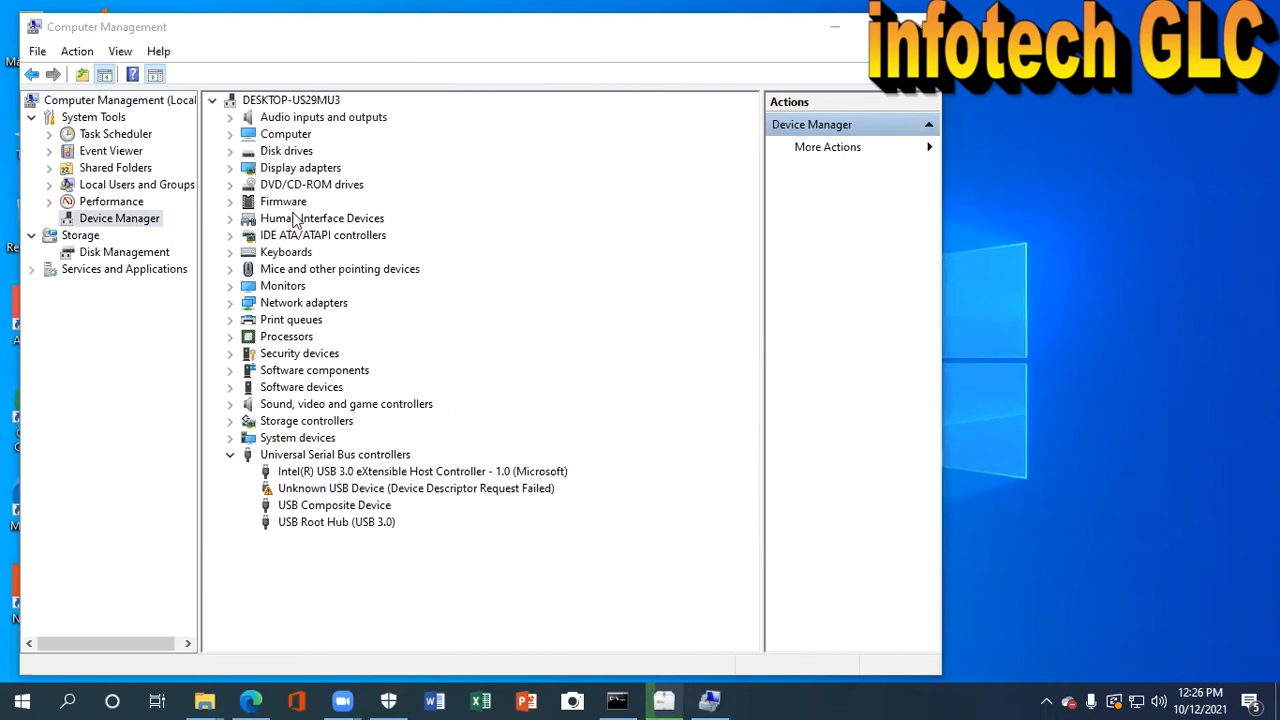 infotech GLC
Computer Management
File Action View Help
Computer Management (Local
System Tools
Task Scheduler
Event Viewer
Shared Folders
Local Users and Groups
Performance
Device Manager
Storage
Disk Management
Services and Applications
DESKTOP-US29MU3
Audio inputs and outputs
Computer
Disk drives
Display adapters
DVD/CD-ROM drives
Firmware
Human Interface Devices
IDE ATA/ATAPI controllers
Keyboards
Mice and other pointing devices
Monitors
Network adapters
Print queues
Processors
Security devices
Software components
Software devices
Sound, video and game controllers
Storage controllers
System devices
Universal Serial Bus controllers
Intel(R) USB 3.0 eXtensible Host Controller - 1.0 (Microsoft)
Unknown USB Device (Device Descriptor Request Failed)
USB Composite Device
USB Root Hub (USB 3.0)
Actions
Device Manager
More Actions
12:26 PM
10/12/2021
5